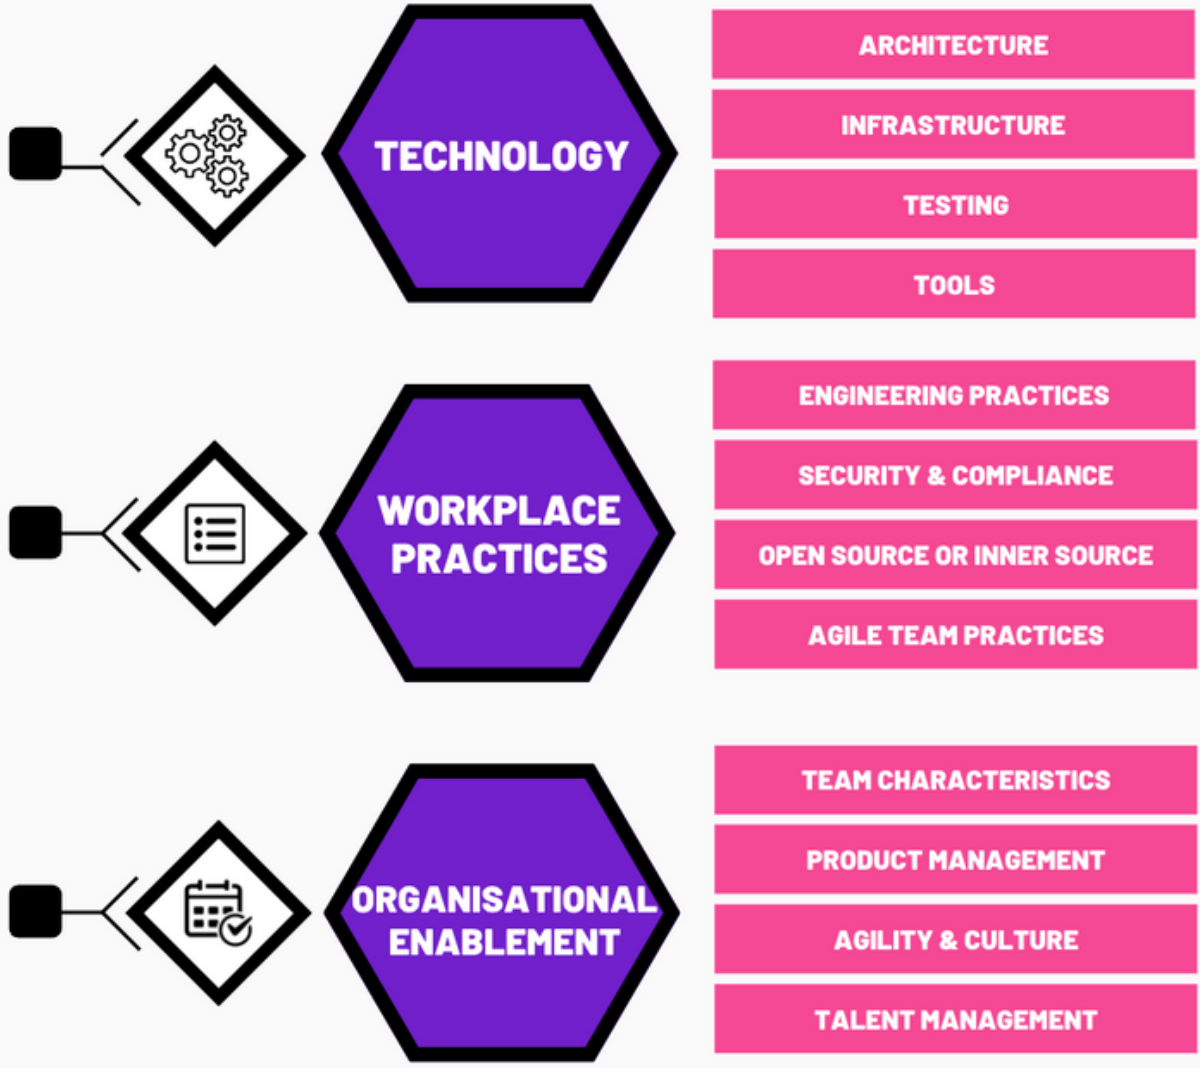 TECHNOLOGY
ARCHITECTURE
INFRASTRUCTURE
TESTING
TOOLS
WORKPLACE
PRACTICES
ENGINEERING PRACTICES
SECURITY & COMPLIANCE
OPEN SOURCE OR INNER SOURCE
AGILE TEAM PRACTICES
ORGANISATIONAL
ENABLEMENT
TEAM CHARACTERISTICS
PRODUCT MANAGEMENT
AGILITY & CULTURE
TALENT MANAGEMENT